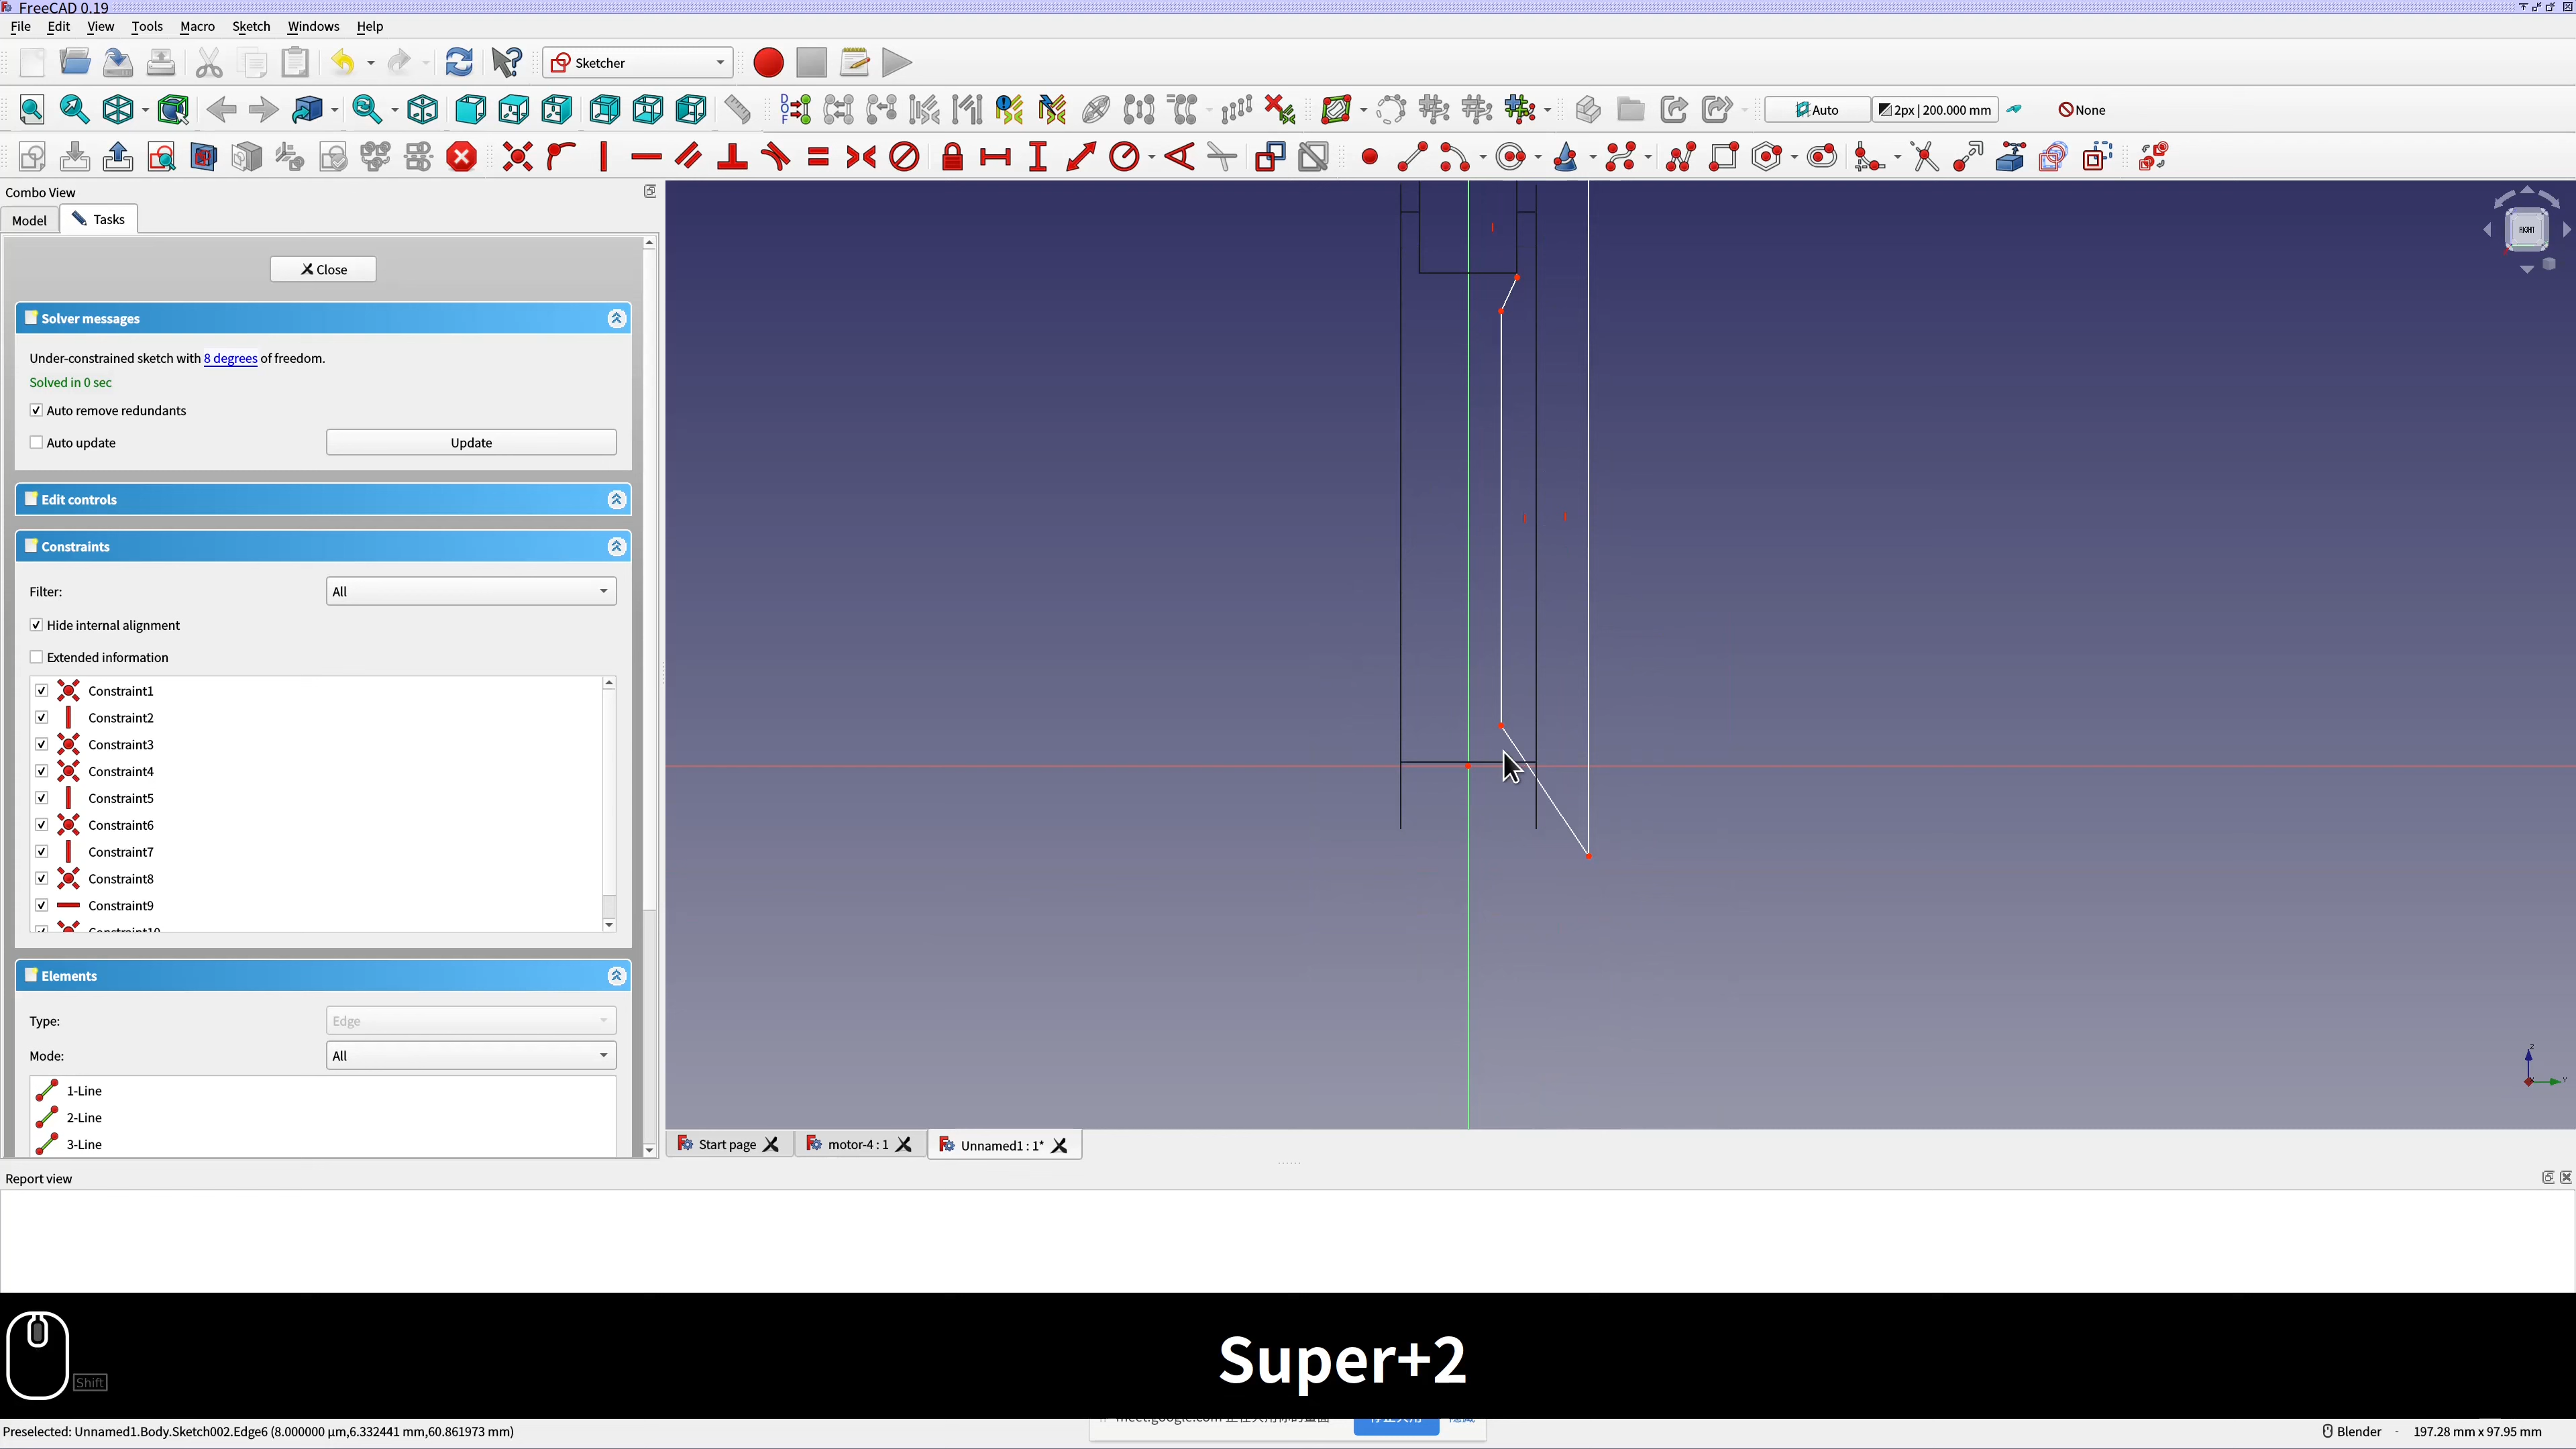 FreeCAD 0.19
File Edit View Tools Macro Sketch Windows Help
Sketcher
Auto 2px | 200.000 mm None
Combo View
Model Tasks
Close
Solver messages
Under-constrained sketch with 8 degrees of freedom.
Solved in 0 sec
Auto remove redundants
Auto update Update
Edit controls
Constraints
Filter: All
Hide internal alignment
Extended information
Constraint1
Constraint2
Constraint3
Constraint4
Constraint5
Constraint6
Constraint7
Constraint8
Constraint9
Constraint10
Elements
Type: Edge
Mode: All
1-Line
2-Line
3-Line
RIGHT
Z
Y
Start page motor-4 : 1 Unnamed1 : 1*
Report view
Super+2
Shift
meet.google.com
Preselected: Unnamed1.Body.Sketch002.Edge6 (8.000000 µm,6.332441 mm,60.861973 mm) Blender - 197.28 mm x 97.95 mm